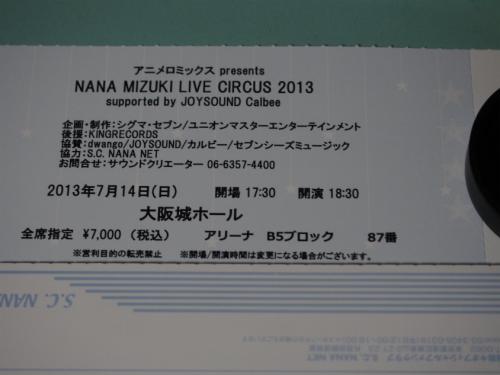 アニメロミックス presents
NANA MIZUKI LIVE CIRCUS 2013
supported by JOYSOUND Calbee
企画・制作：シグマ・セブン/ユニオンマスターエンターテインメント
後援：KINGRECORDS
協賛：dwango/JOYSOUND/カルビー/セブンシーズミュージック
協力：S.C. NANA NET
お問合せ：サウンドクリエーター 06-6357-4400
2013年7月14日(日) 開場 17:30 開演 18:30
大阪城ホール
全席指定 ¥7,000 (税込) アリーナ B5ブロック 87番
※営利目的の転売禁止 ※開場/開演時間は変更になる場合がございます。
S.C. NANA
S.C. NANA NET